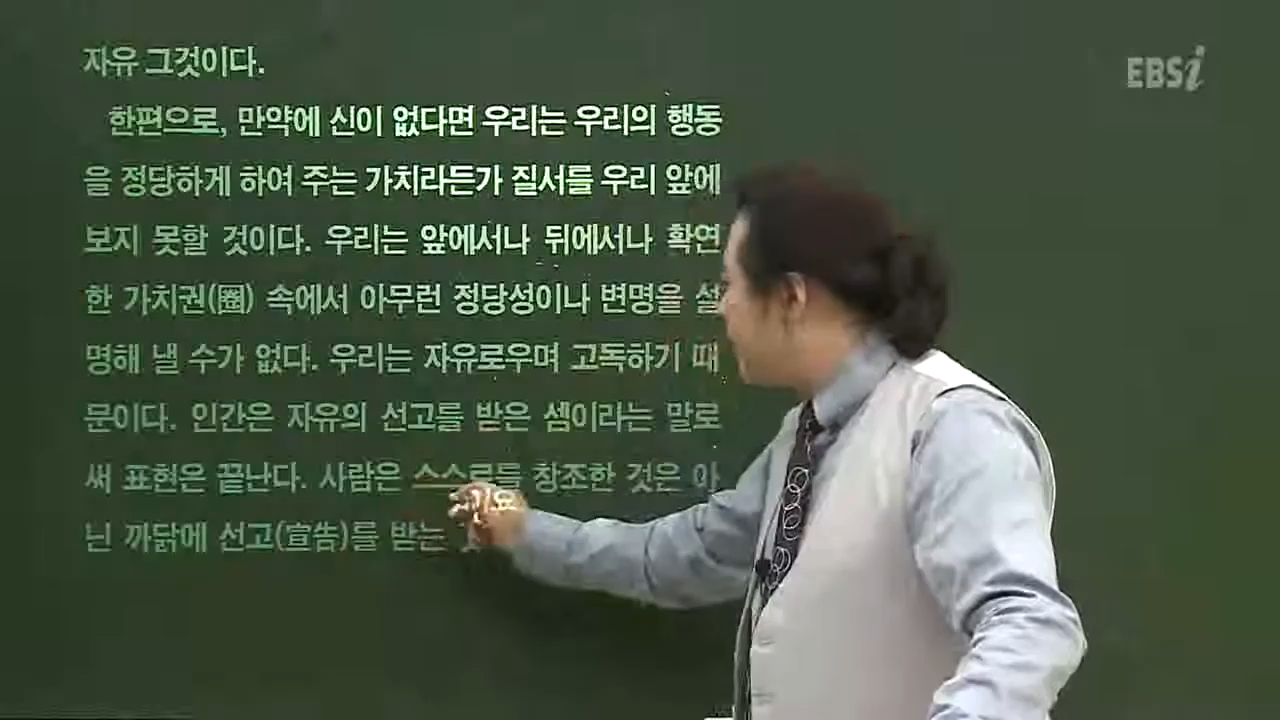 자유 그것이다.
EBSi
한편으로, 만약에 신이 없다면 우리는 우리의 행동
을 정당하게 하여 주는 가치라든가 질서를 우리 앞에
보지 못할 것이다. 우리는 앞에서나 뒤에서나 확연
한 가치권(圈) 속에서 아무런 정당성이나 변명을 설
명해 낼 수가 없다. 우리는 자유로우며 고독하기 때
문이다. 인간은 자유의 선고를 받은 셈이라는 말로
써 표현은 끝난다. 사람은 스스로를 창조한 것은 아
닌 까닭에 선고(宣告)를 받는